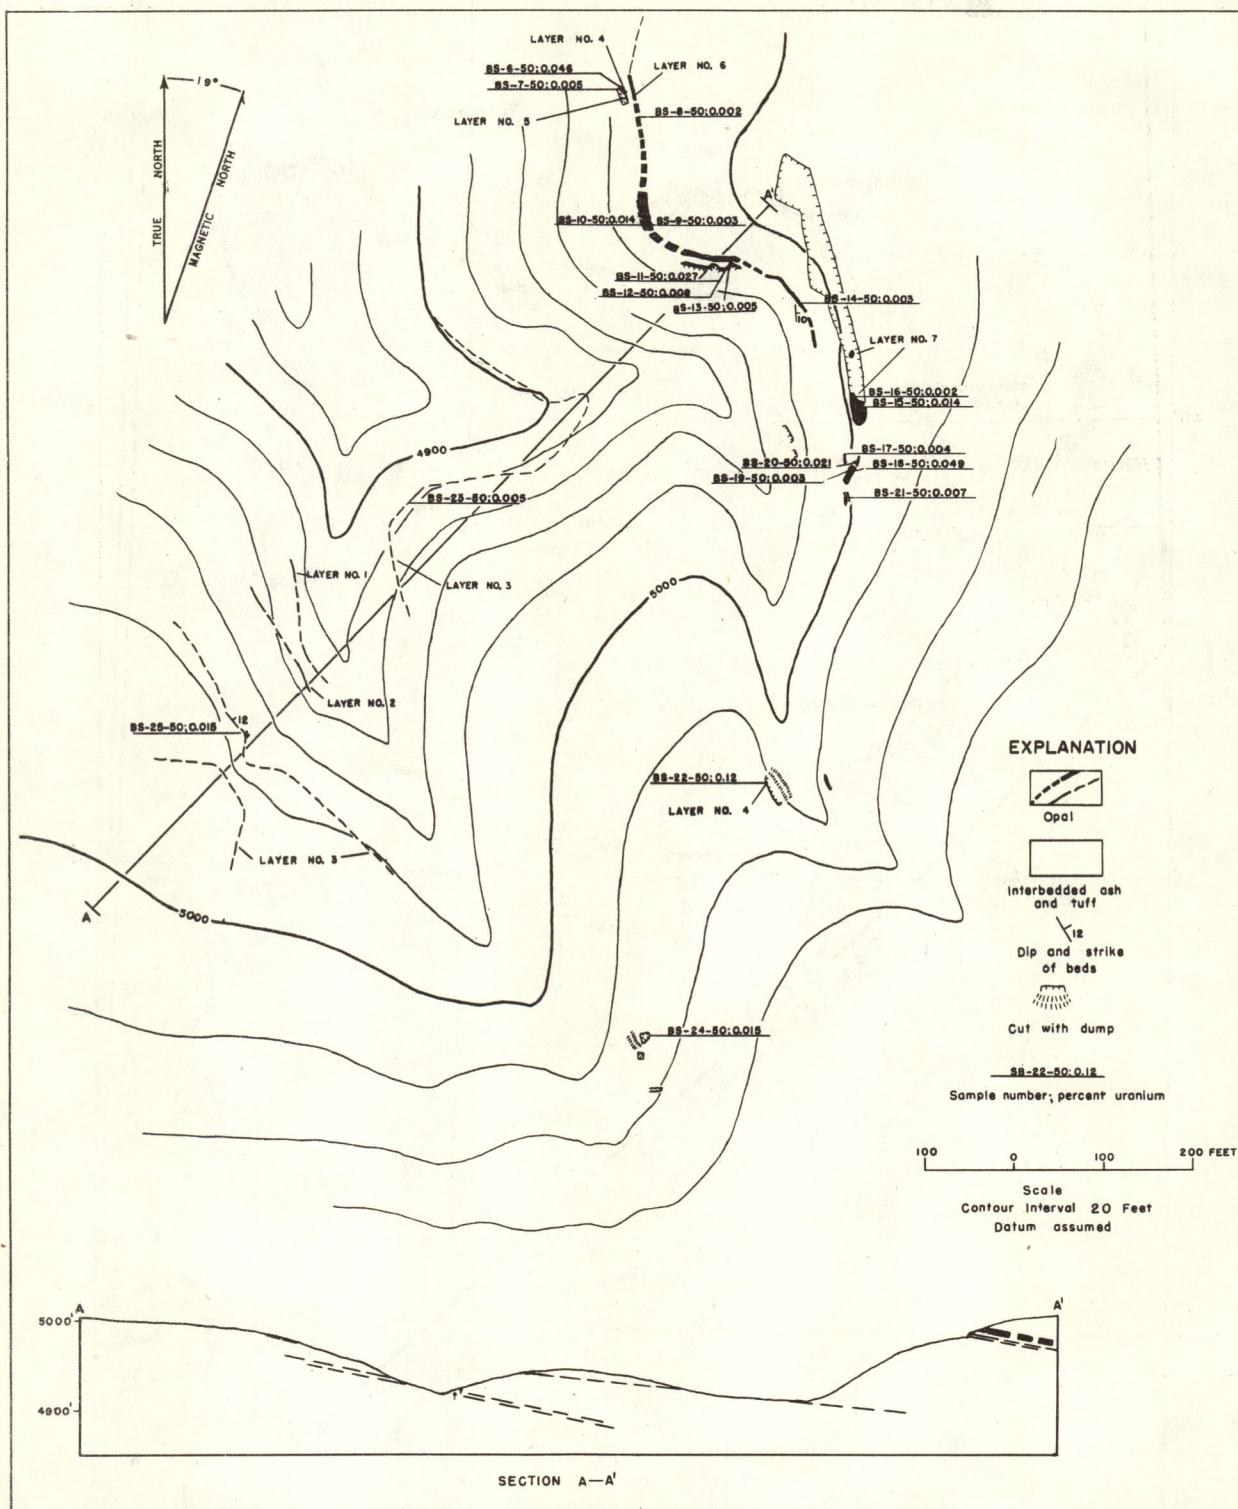 19°
TRUE NORTH
MAGNETIC NORTH
LAYER NO. 4
BS-6-50;0.046
LAYER NO. 6
BS-7-50;0.005
BS-8-50;0.002
LAYER NO. 5
A'
BS-10-50;0.014
BS-9-50;0.003
BS-11-50;0.027
BS-12-50;0.008
BS-13-50;0.005
BS-14-50;0.003
10
LAYER NO. 7
BS-16-50;0.002
BS-15-50;0.014
4900
BS-17-50;0.004
BS-20-50;0.021
BS-18-50;0.049
BS-19-50;0.003
BS-23-50;0.005
BS-21-50;0.007
LAYER NO. 1
LAYER NO. 3
5000
LAYER NO. 2
BS-25-50;0.015
12
BS-22-50;0.12
LAYER NO. 4
LAYER NO. 3
A
5000
BS-24-50;0.015
EXPLANATION
Opal
Interbedded ash
and tuff
12
Dip and strike
of beds
Cut with dump
SB-22-50;0.12
Sample number; percent uranium
100 0 100 200 FEET
Scale
Contour Interval 20 Feet
Datum assumed
A
A'
5000'
4900'
SECTION A—A'